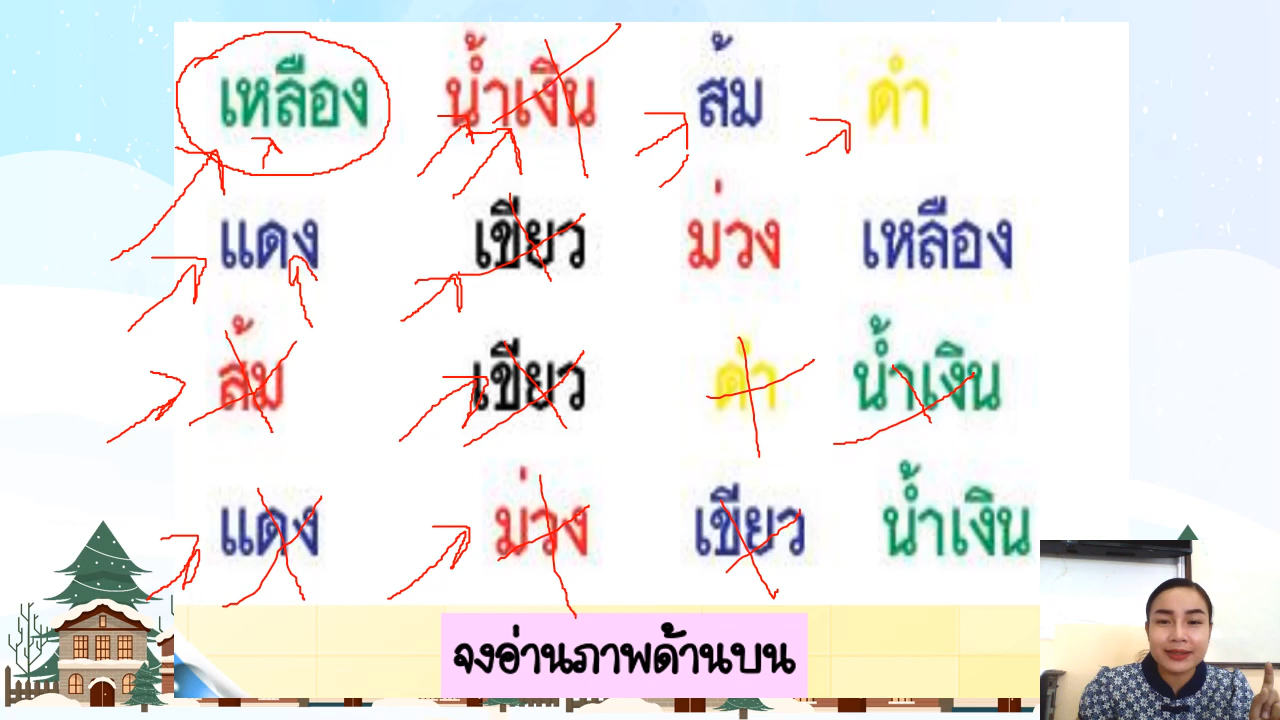 เหลือง น้ำเงิน ส้ม ดำ
แดง เขียว ม่วง เหลือง
ส้ม เขียว ดำ น้ำเงิน
แดง ม่วง เขียว น้ำเงิน
จงอ่านภาพด้านบน